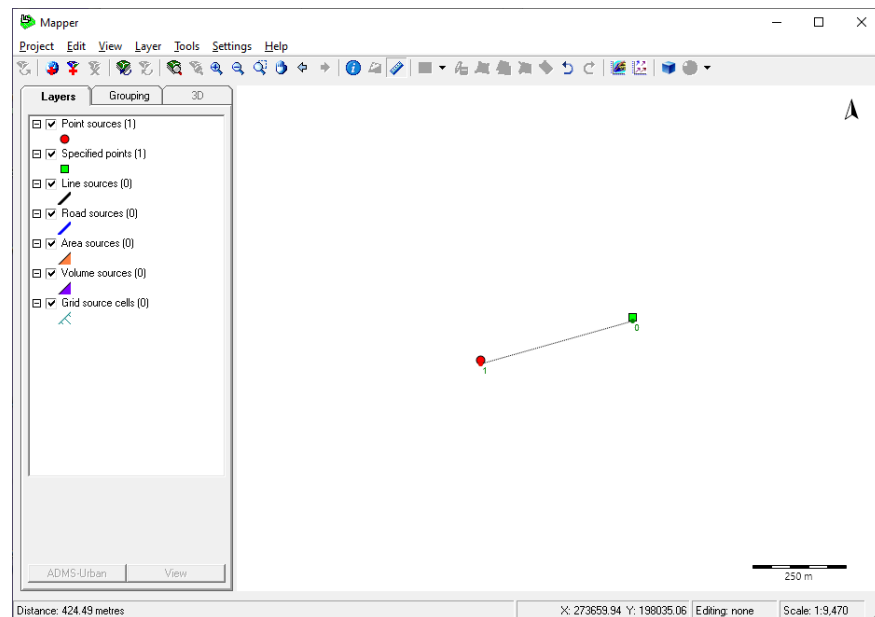 Mapper
Project Edit View Layer Tools Settings Help
Layers Grouping 3D
Point sources (1)
Specified points (1)
Line sources (0)
Road sources (0)
Area sources (0)
Volume sources (0)
Grid source cells (0)
0
1
250 m
ADMS-Urban View
Distance: 424.49 metres X: 273659.94 Y: 198035.06 Editing: none Scale: 1:9,470